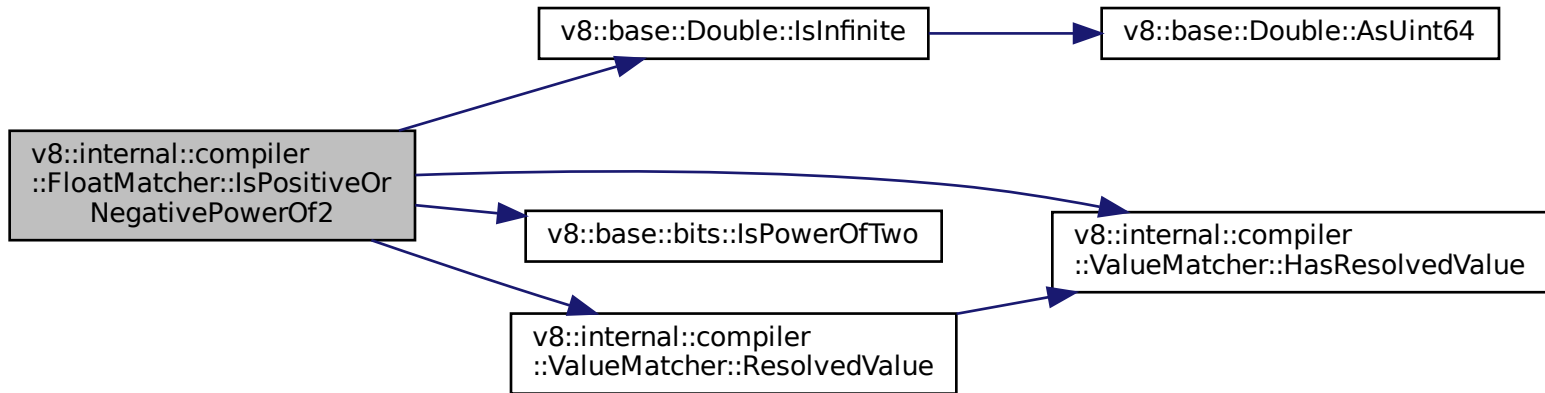 v8::base::Double::IsInfinite
v8::base::Double::AsUint64
v8::internal::compiler
::FloatMatcher::IsPositiveOr
NegativePowerOf2
v8::base::bits::IsPowerOfTwo
v8::internal::compiler
::ValueMatcher::HasResolvedValue
v8::internal::compiler
::ValueMatcher::ResolvedValue